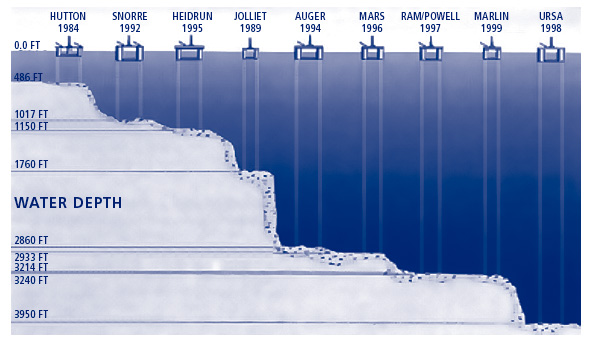 HUTTON SNORRE HEIDRUN JOLLIET AUGER MARS RAM/POWELL MARLIN URSA
1984 1992 1995 1989 1994 1996 1997 1999 1998
0.0 FT
486 FT
1017 FT
1150 FT
1760 FT
WATER DEPTH
2860 FT
2933 FT
3214 FT
3240 FT
3950 FT